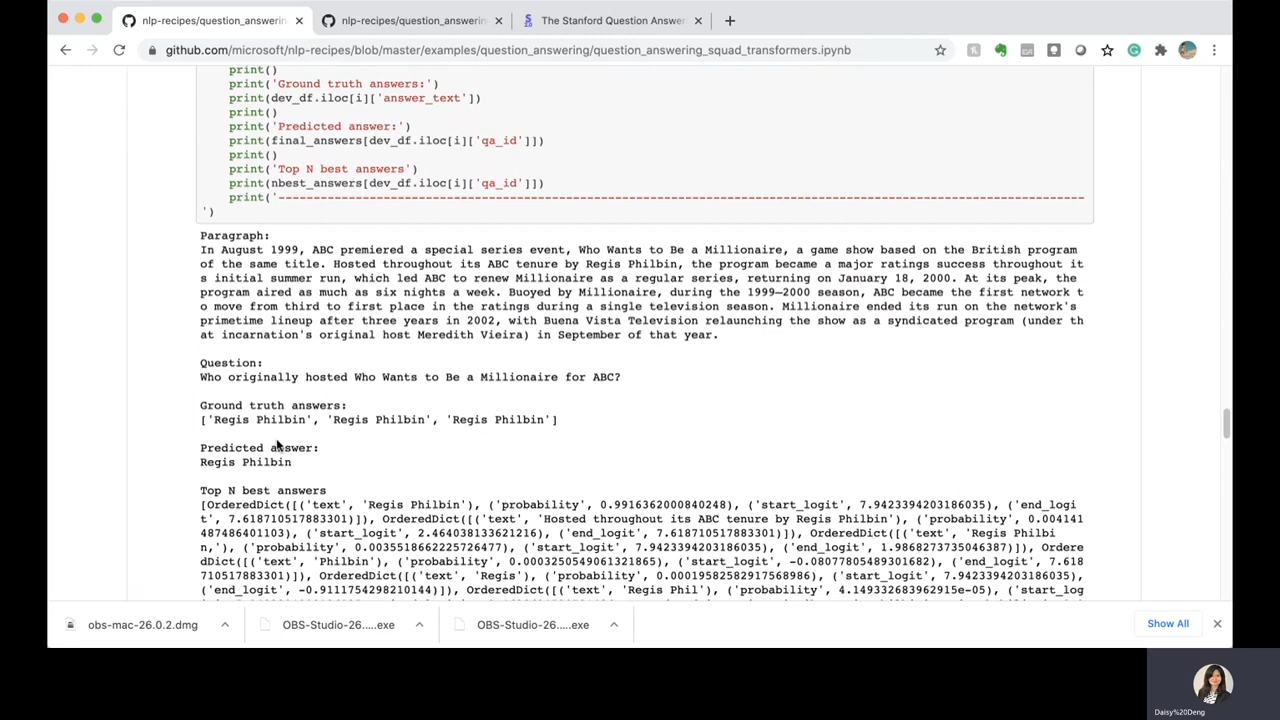 nlp-recipes/question_answerin
nlp-recipes/question_answerin
The Stanford Question Answer
github.com/microsoft/nlp-recipes/blob/master/examples/question_answering/question_answering_squad_transformers.ipynb
print()
print('Ground truth answers:')
print(dev_df.iloc[i]['answer_text'])
print()
print('Predicted answer:')
print(final_answers[dev_df.iloc[i]['qa_id']])
print()
print('Top N best answers')
print(nbest_answers[dev_df.iloc[i]['qa_id']])
print('-------------------------------------------------------------------------------------------------------------------
')
Paragraph:
In August 1999, ABC premiered a special series event, Who Wants to Be a Millionaire, a game show based on the British program
of the same title. Hosted throughout its ABC tenure by Regis Philbin, the program became a major ratings success throughout it
s initial summer run, which led ABC to renew Millionaire as a regular series, returning on January 18, 2000. At its peak, the
program aired as much as six nights a week. Buoyed by Millionaire, during the 1999–2000 season, ABC became the first network t
o move from third to first place in the ratings during a single television season. Millionaire ended its run on the network's
primetime lineup after three years in 2002, with Buena Vista Television relaunching the show as a syndicated program (under th
at incarnation's original host Meredith Vieira) in September of that year.
Question:
Who originally hosted Who Wants to Be a Millionaire for ABC?
Ground truth answers:
['Regis Philbin', 'Regis Philbin', 'Regis Philbin']
Predicted answer:
Regis Philbin
Top N best answers
[OrderedDict([('text', 'Regis Philbin'), ('probability', 0.9916362000840248), ('start_logit', 7.9423394203186035), ('end_logi
t', 7.618710517883301)]), OrderedDict([('text', 'Hosted throughout its ABC tenure by Regis Philbin'), ('probability', 0.004141
487486401103), ('start_logit', 2.464038133621216), ('end_logit', 7.618710517883301)]), OrderedDict([('text', 'Regis Philbi
n,'), ('probability', 0.0035518662225726477), ('start_logit', 7.9423394203186035), ('end_logit', 1.9868273735046387)]), Ordere
dDict([('text', 'Philbin'), ('probability', 0.0003250549061321865), ('start_logit', -0.08077805489301682), ('end_logit', 7.618
710517883301)]), OrderedDict([('text', 'Regis'), ('probability', 0.00019582582917568986), ('start_logit', 7.9423394203186035),
('end_logit', -0.9111754298210144)]), OrderedDict([('text', 'Regis Phil'), ('probability', 4.149332683962915e-05), ('start_log
obs-mac-26.0.2.dmg
OBS-Studio-26.....exe
OBS-Studio-26.....exe
Show All
Daisy%20Deng